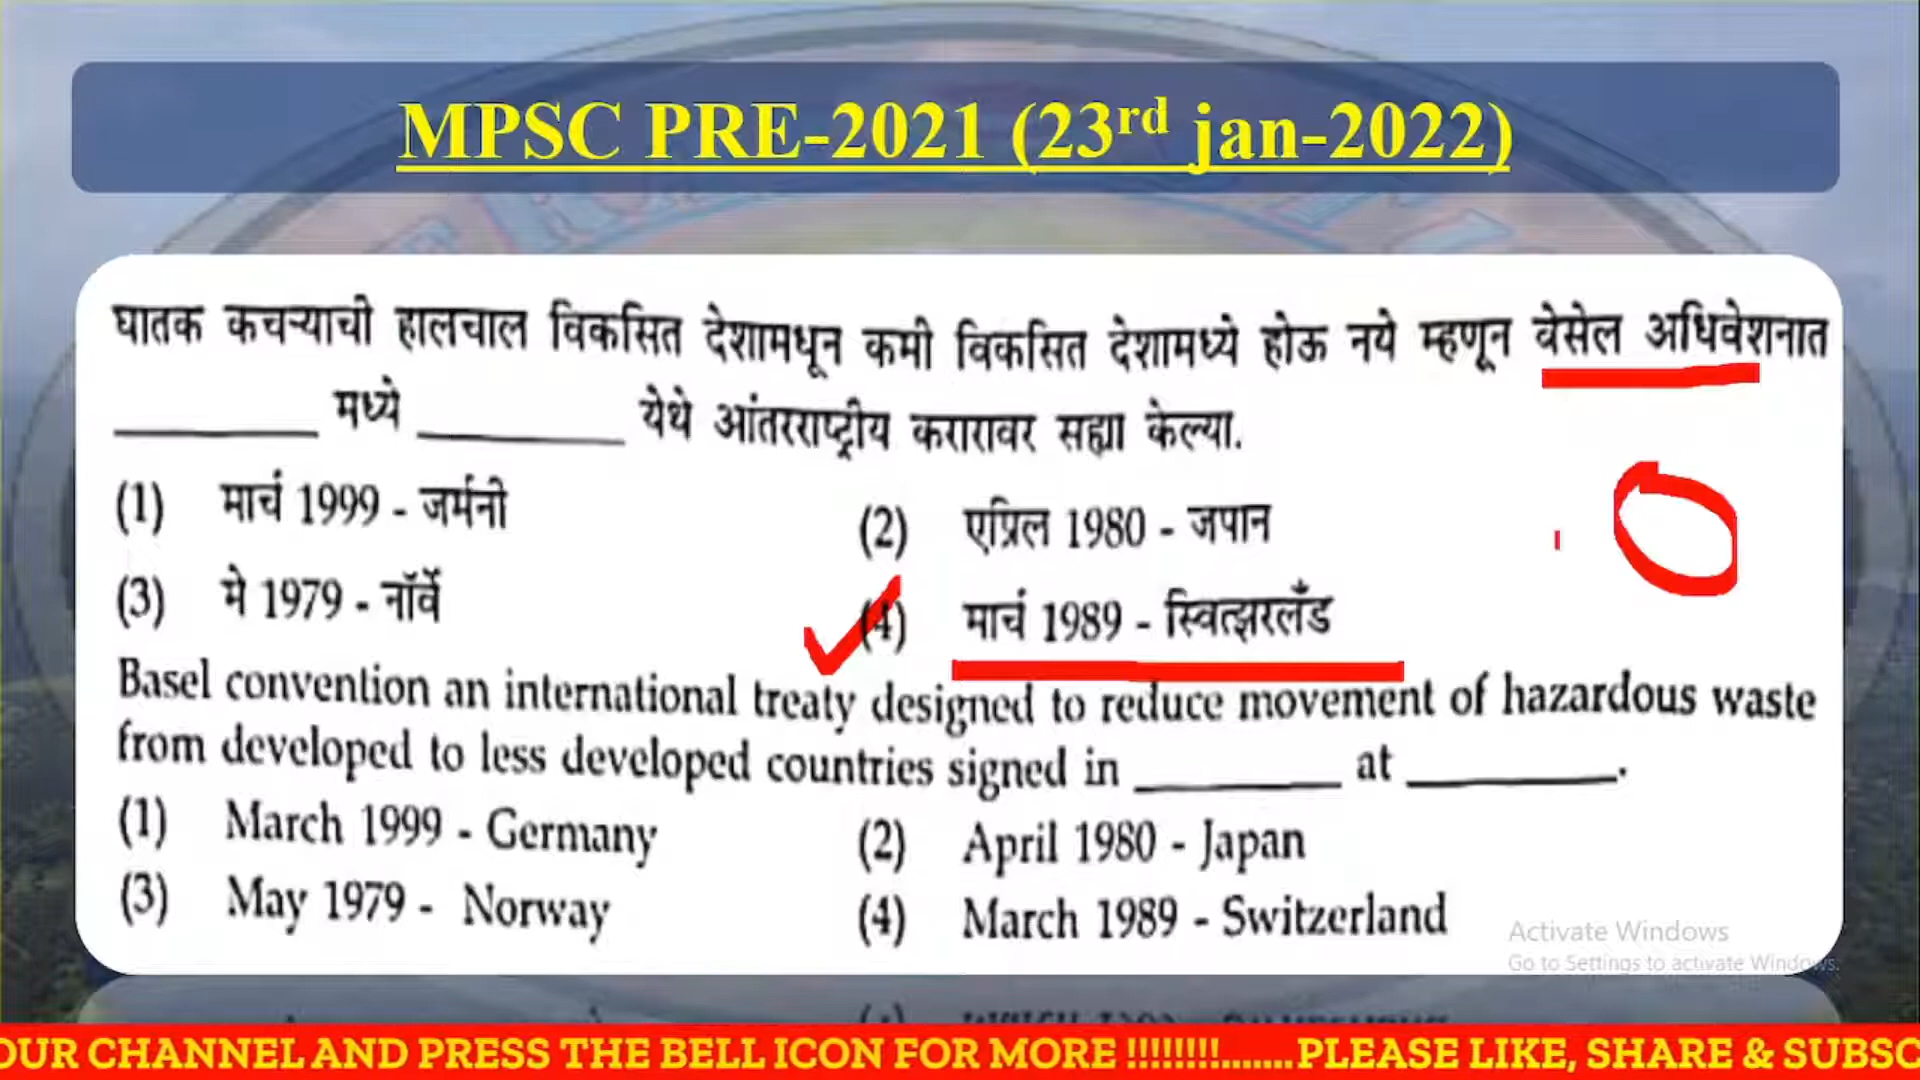 MPSC PRE-2021 (23rd jan-2022)
घातक कचऱ्याची हालचाल विकसित देशामधून कमी विकसित देशामध्ये होऊ नये म्हणून वेसेल अधिवेशनात
________ मध्ये ________ येथे आंतरराष्ट्रीय करारावर सह्या केल्या.
(1) मार्च 1999 - जर्मनी (2) एप्रिल 1980 - जपान
(3) मे 1979 - नॉर्वे (4) मार्च 1989 - स्वित्झरलँड
Basel convention an international treaty designed to reduce movement of hazardous waste
from developed to less developed countries signed in ________ at ________.
(1) March 1999 - Germany (2) April 1980 - Japan
(3) May 1979 - Norway (4) March 1989 - Switzerland
Activate Windows
Go to Settings to activate Windows.
OUR CHANNEL AND PRESS THE BELL ICON FOR MORE !!!!!!!!.......PLEASE LIKE, SHARE & SUBSC